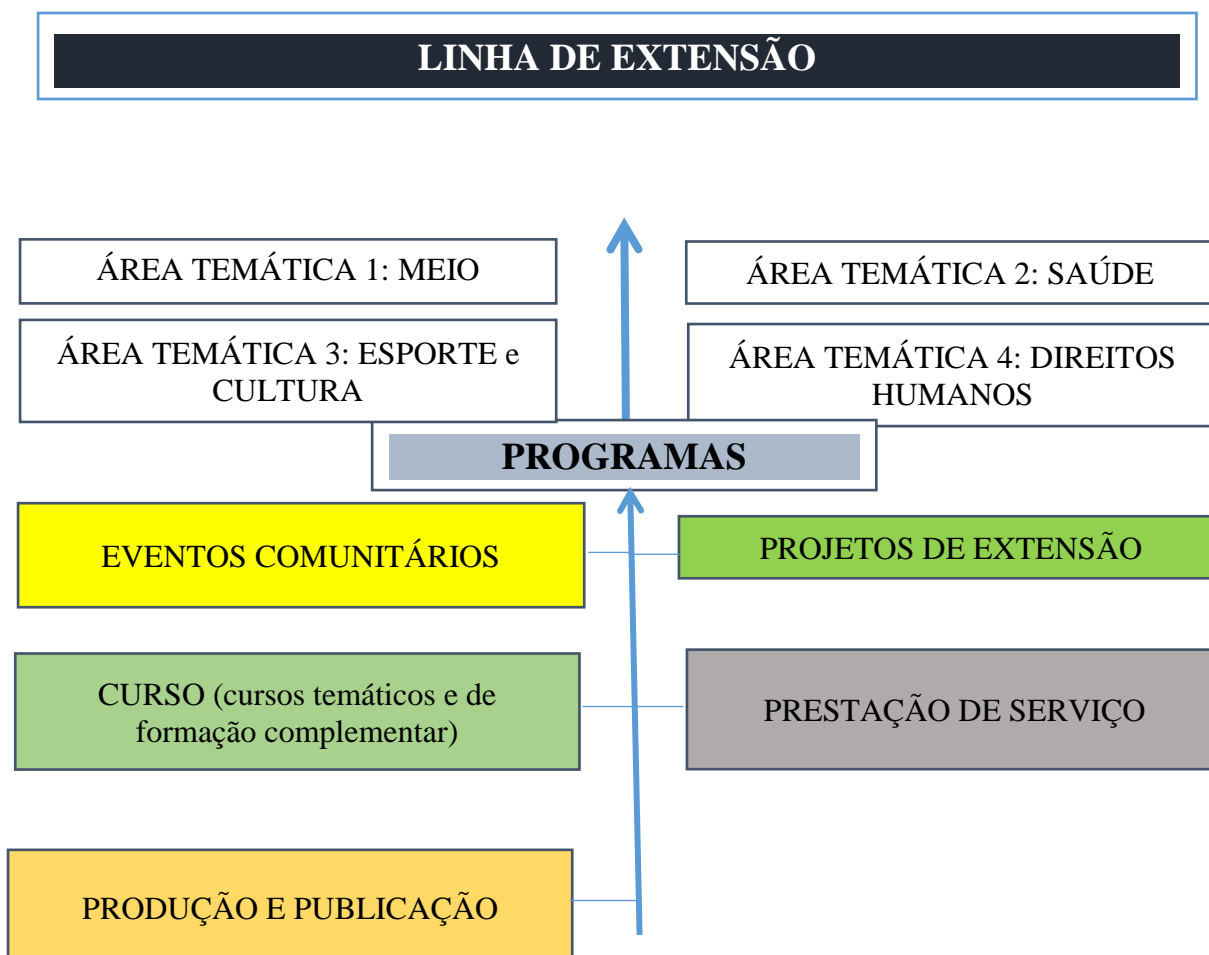 LINHA DE EXTENSÃO
ÁREA TEMÁTICA 1: MEIO
ÁREA TEMÁTICA 2: SAÚDE
ÁREA TEMÁTICA 3: ESPORTE e
CULTURA
ÁREA TEMÁTICA 4: DIREITOS
HUMANOS
PROGRAMAS
EVENTOS COMUNITÁRIOS
PROJETOS DE EXTENSÃO
CURSO (cursos temáticos e de
formação complementar)
PRESTAÇÃO DE SERVIÇO
PRODUÇÃO E PUBLICAÇÃO